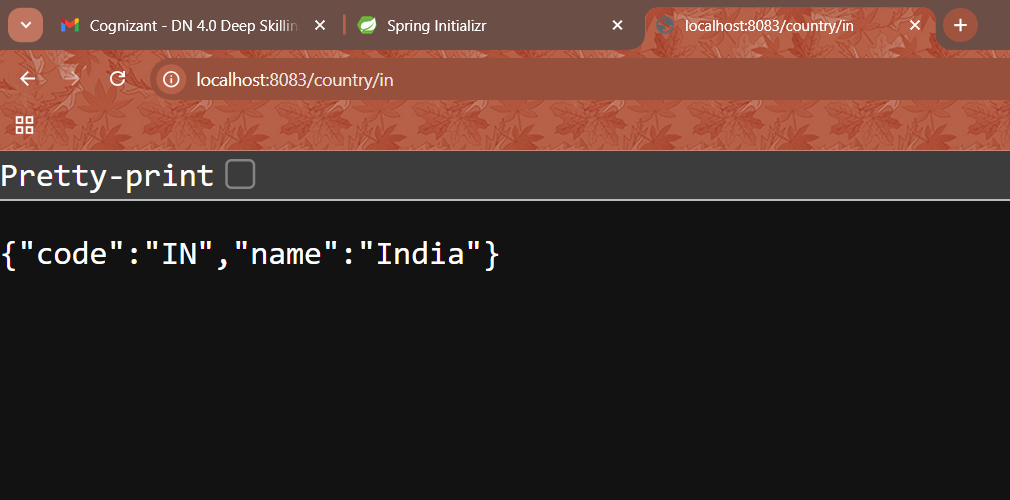 Cognizant - DN 4.0 Deep Skillin
Spring Initializr
localhost:8083/country/in
localhost:8083/country/in
Pretty-print
{"code":"IN","name":"India"}